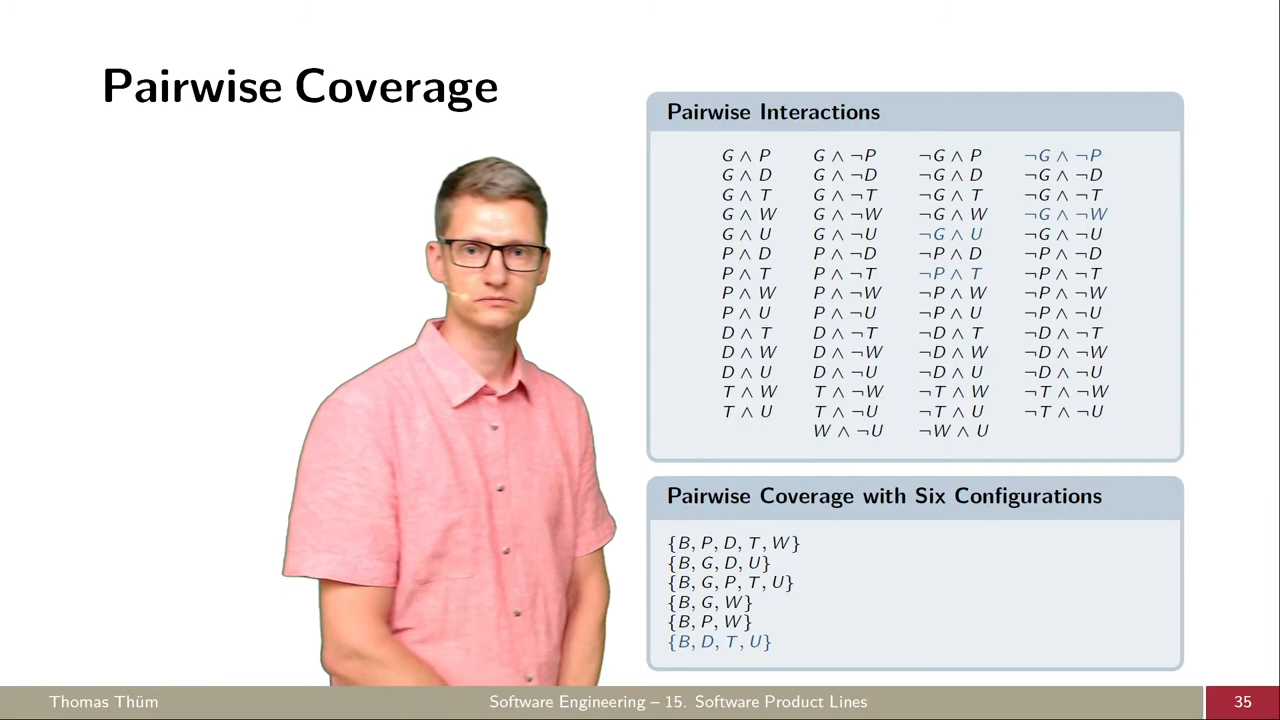 Pairwise Coverage
Pairwise Interactions
G ∧ P G ∧ ¬P ¬G ∧ P ¬G ∧ ¬P
G ∧ D G ∧ ¬D ¬G ∧ D ¬G ∧ ¬D
G ∧ T G ∧ ¬T ¬G ∧ T ¬G ∧ ¬T
G ∧ W G ∧ ¬W ¬G ∧ W ¬G ∧ ¬W
G ∧ U G ∧ ¬U ¬G ∧ U ¬G ∧ ¬U
P ∧ D P ∧ ¬D ¬P ∧ D ¬P ∧ ¬D
P ∧ T P ∧ ¬T ¬P ∧ T ¬P ∧ ¬T
P ∧ W P ∧ ¬W ¬P ∧ W ¬P ∧ ¬W
P ∧ U P ∧ ¬U ¬P ∧ U ¬P ∧ ¬U
D ∧ T D ∧ ¬T ¬D ∧ T ¬D ∧ ¬T
D ∧ W D ∧ ¬W ¬D ∧ W ¬D ∧ ¬W
D ∧ U D ∧ ¬U ¬D ∧ U ¬D ∧ ¬U
T ∧ W T ∧ ¬W ¬T ∧ W ¬T ∧ ¬W
T ∧ U T ∧ ¬U ¬T ∧ U ¬T ∧ ¬U
W ∧ ¬U ¬W ∧ U
Pairwise Coverage with Six Configurations
{B, P, D, T, W}
{B, G, D, U}
{B, G, P, T, U}
{B, G, W}
{B, P, W}
{B, D, T, U}
Thomas Thüm Software Engineering – 15. Software Product Lines 35